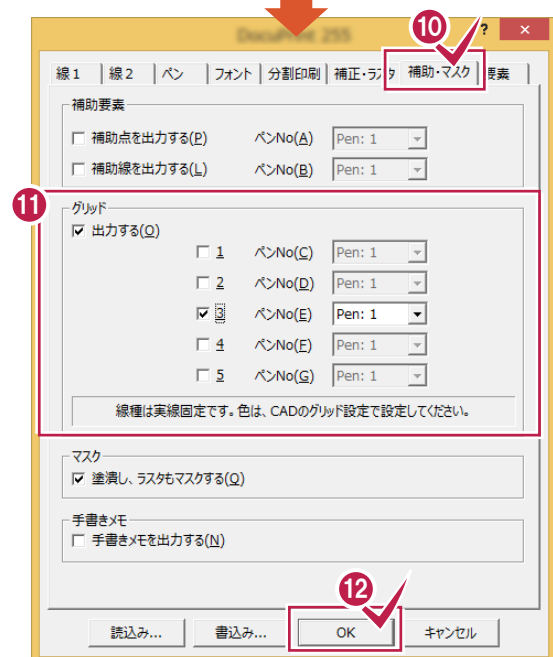 ⑩
? ×
線1 線2 ペン フォント 分割印刷 補正・ラスタ 補助・マスク 要素
補助要素
補助点を出力する(P) ペンNo(A) Pen: 1
補助線を出力する(L) ペンNo(B) Pen: 1
⑪
グリッド
出力する(O)
1 ペンNo(C) Pen: 1
2 ペンNo(D) Pen: 1
3 ペンNo(E) Pen: 1
4 ペンNo(F) Pen: 1
5 ペンNo(G) Pen: 1
線種は実線固定です。色は、CADのグリッド設定で設定してください。
マスク
塗潰し、ラスタもマスクする(Q)
手書きメモ
手書きメモを出力する(N)
⑫
読込み... 書込み... OK キャンセル